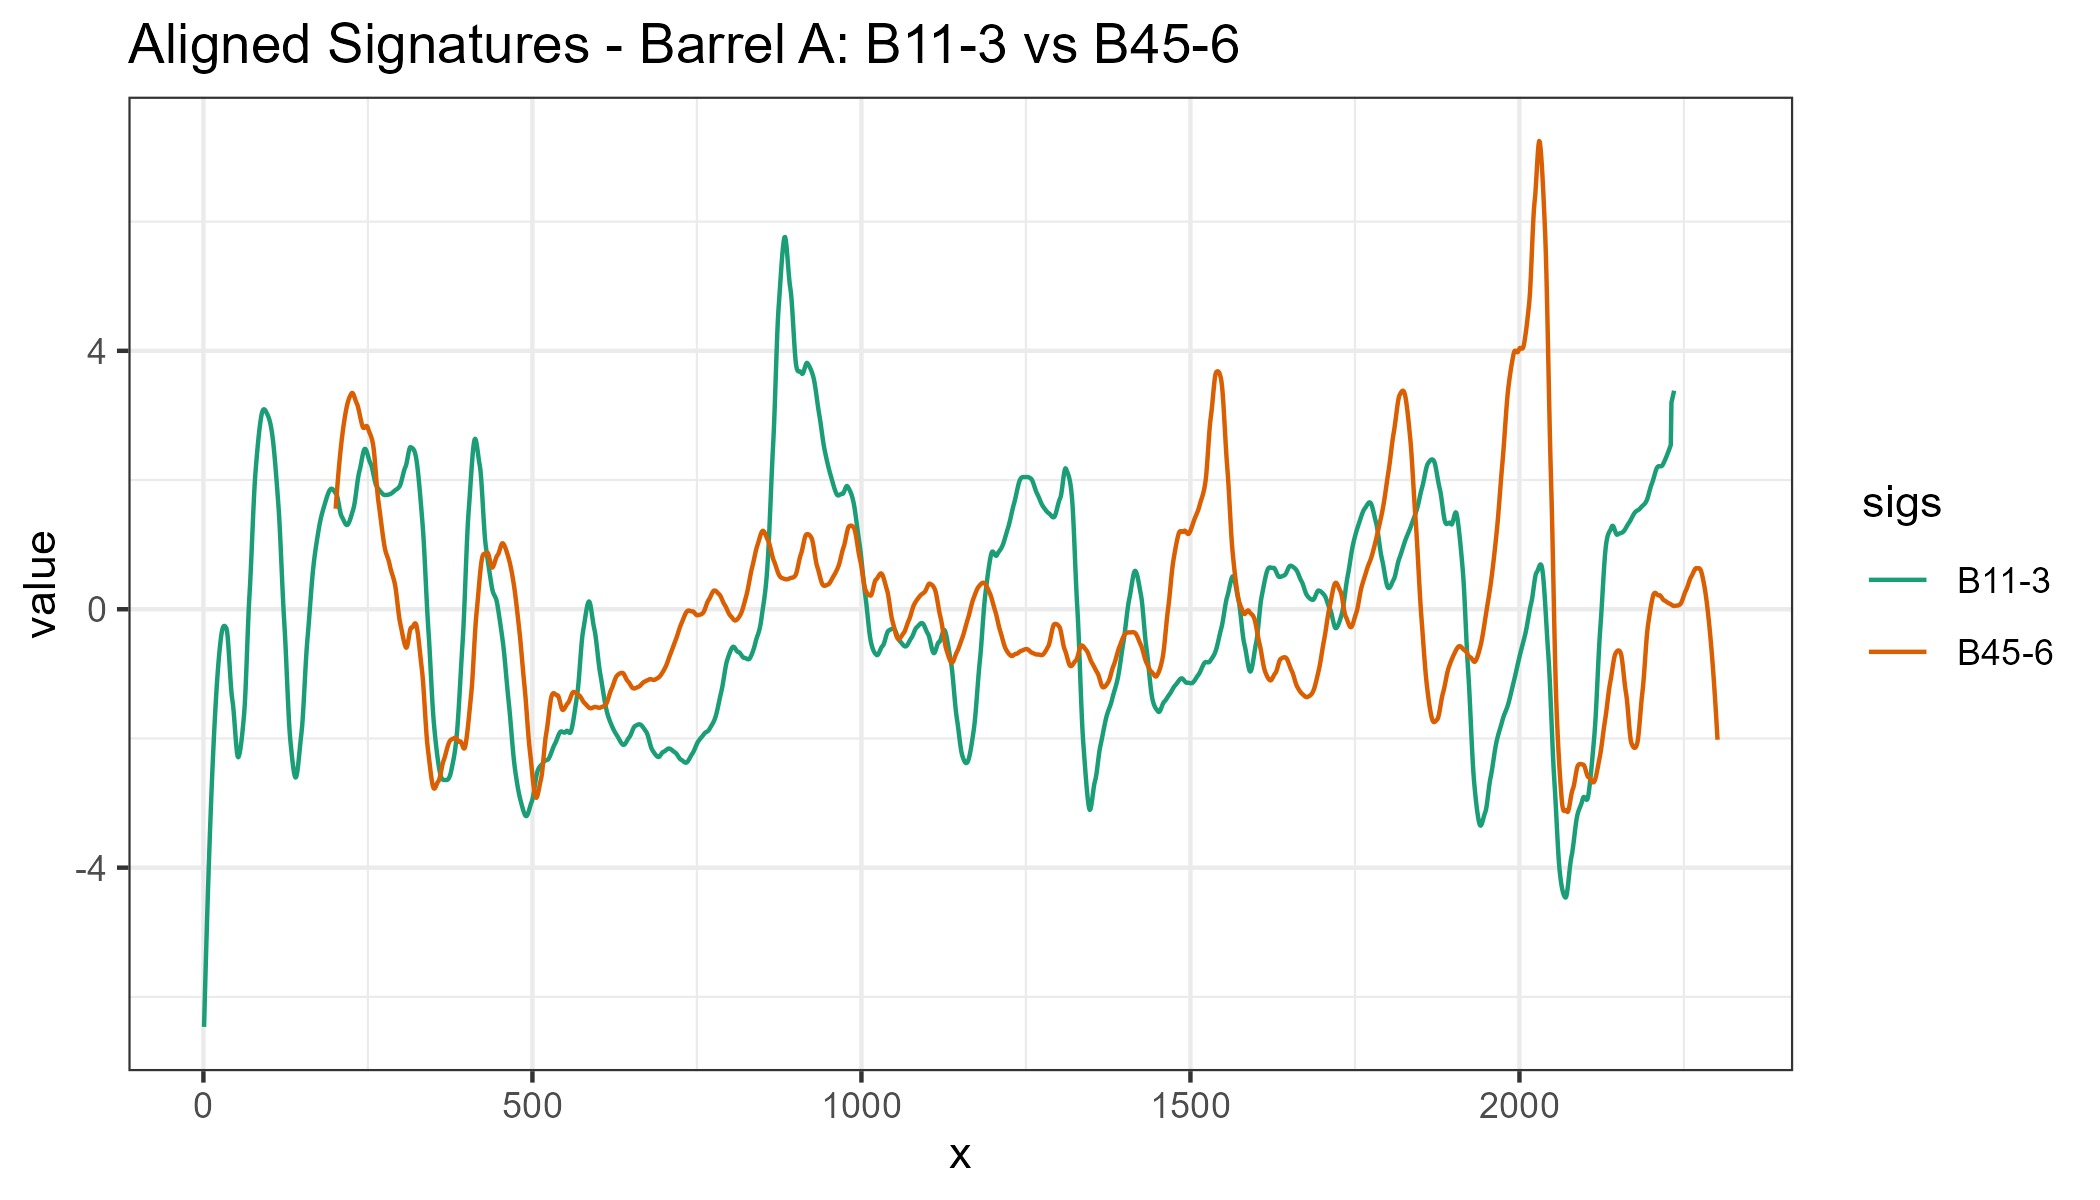 Aligned Signatures - Barrel A: B11-3 vs B45-6
value
4
0
-4
0 500 1000 1500 2000
x
sigs
B11-3
B45-6